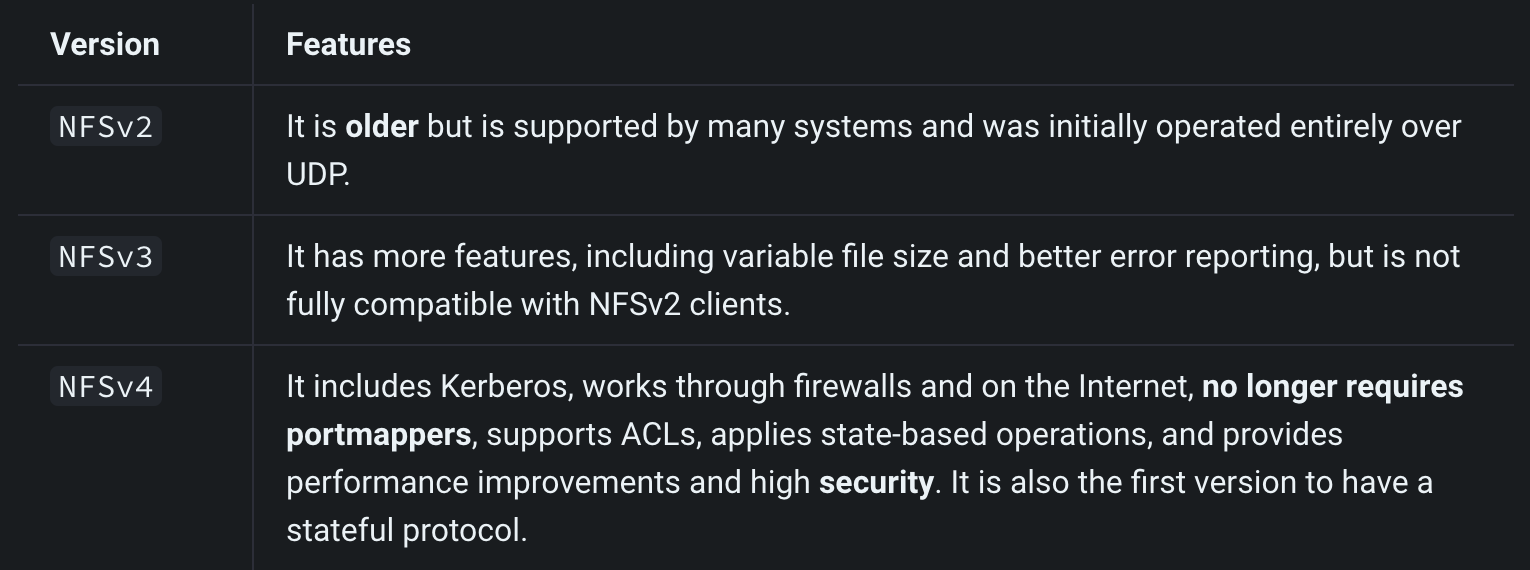 Version Features
NFSv2 It is older but is supported by many systems and was initially operated entirely over
UDP.
NFSv3 It has more features, including variable file size and better error reporting, but is not
fully compatible with NFSv2 clients.
NFSv4 It includes Kerberos, works through firewalls and on the Internet, no longer requires
portmappers, supports ACLs, applies state-based operations, and provides
performance improvements and high security. It is also the first version to have a
stateful protocol.